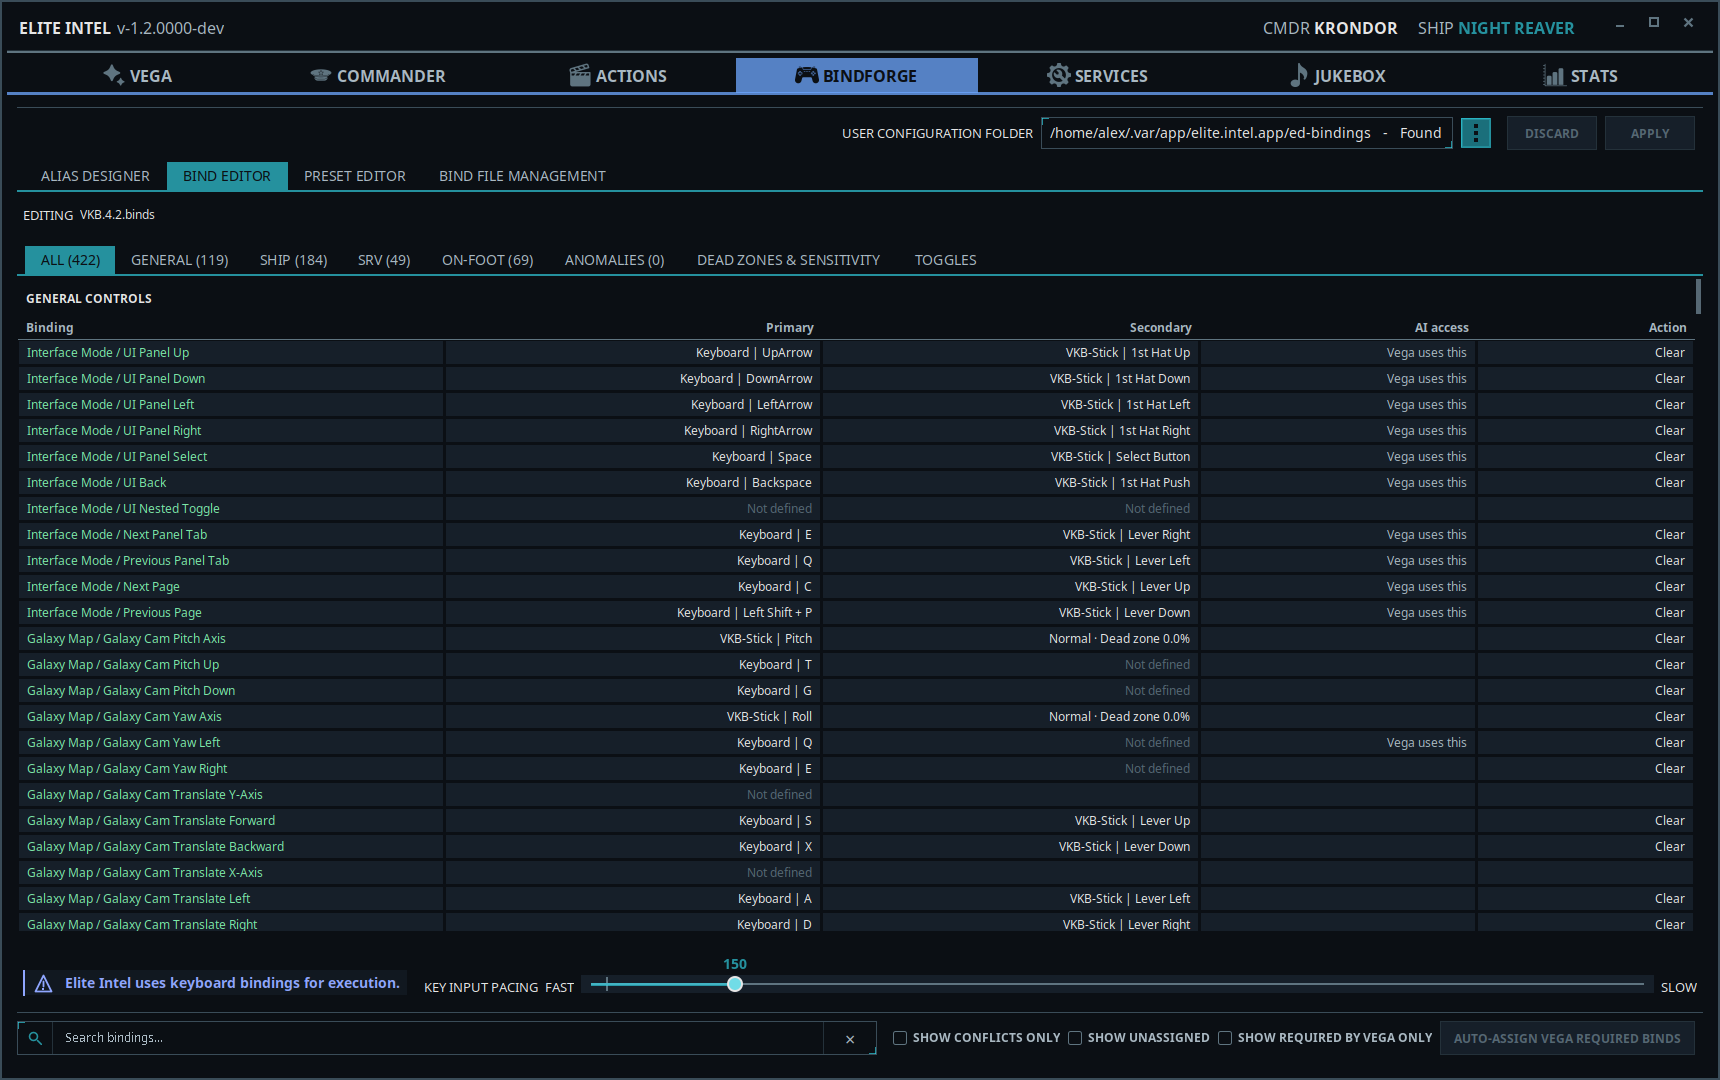 ELITE INTEL v-1.2.0000-dev
CMDR KRONDOR SHIP NIGHT REAVER
VEGA COMMANDER ACTIONS BINDFORGE SERVICES JUKEBOX STATS
USER CONFIGURATION FOLDER /home/alex/.var/app/elite.intel.app/ed-bindings - Found DISCARD APPLY
ALIAS DESIGNER BIND EDITOR PRESET EDITOR BIND FILE MANAGEMENT
EDITING VKB.4.2.binds
ALL (422) GENERAL (119) SHIP (184) SRV (49) ON-FOOT (69) ANOMALIES (0) DEAD ZONES & SENSITIVITY TOGGLES
GENERAL CONTROLS
Binding Primary Secondary AI access Action
Interface Mode / UI Panel Up Keyboard | UpArrow VKB-Stick | 1st Hat Up Vega uses this Clear
Interface Mode / UI Panel Down Keyboard | DownArrow VKB-Stick | 1st Hat Down Vega uses this Clear
Interface Mode / UI Panel Left Keyboard | LeftArrow VKB-Stick | 1st Hat Left Vega uses this Clear
Interface Mode / UI Panel Right Keyboard | RightArrow VKB-Stick | 1st Hat Right Vega uses this Clear
Interface Mode / UI Panel Select Keyboard | Space VKB-Stick | Select Button Vega uses this Clear
Interface Mode / UI Back Keyboard | Backspace VKB-Stick | 1st Hat Push Vega uses this Clear
Interface Mode / UI Nested Toggle Not defined Not defined
Interface Mode / Next Panel Tab Keyboard | E VKB-Stick | Lever Right Vega uses this Clear
Interface Mode / Previous Panel Tab Keyboard | Q VKB-Stick | Lever Left Vega uses this Clear
Interface Mode / Next Page Keyboard | C VKB-Stick | Lever Up Vega uses this Clear
Interface Mode / Previous Page Keyboard | Left Shift + P VKB-Stick | Lever Down Vega uses this Clear
Galaxy Map / Galaxy Cam Pitch Axis VKB-Stick | Pitch Normal · Dead zone 0.0% Clear
Galaxy Map / Galaxy Cam Pitch Up Keyboard | T Not defined Clear
Galaxy Map / Galaxy Cam Pitch Down Keyboard | G Not defined Clear
Galaxy Map / Galaxy Cam Yaw Axis VKB-Stick | Roll Normal · Dead zone 0.0% Clear
Galaxy Map / Galaxy Cam Yaw Left Keyboard | Q Not defined Vega uses this Clear
Galaxy Map / Galaxy Cam Yaw Right Keyboard | E Not defined Clear
Galaxy Map / Galaxy Cam Translate Y-Axis Not defined
Galaxy Map / Galaxy Cam Translate Forward Keyboard | S VKB-Stick | Lever Up Clear
Galaxy Map / Galaxy Cam Translate Backward Keyboard | X VKB-Stick | Lever Down Clear
Galaxy Map / Galaxy Cam Translate X-Axis Not defined
Galaxy Map / Galaxy Cam Translate Left Keyboard | A VKB-Stick | Lever Left Clear
Galaxy Map / Galaxy Cam Translate Right Keyboard | D VKB-Stick | Lever Right Clear
150
Elite Intel uses keyboard bindings for execution. KEY INPUT PACING FAST SLOW
Search bindings... SHOW CONFLICTS ONLY SHOW UNASSIGNED SHOW REQUIRED BY VEGA ONLY AUTO-ASSIGN VEGA REQUIRED BINDS